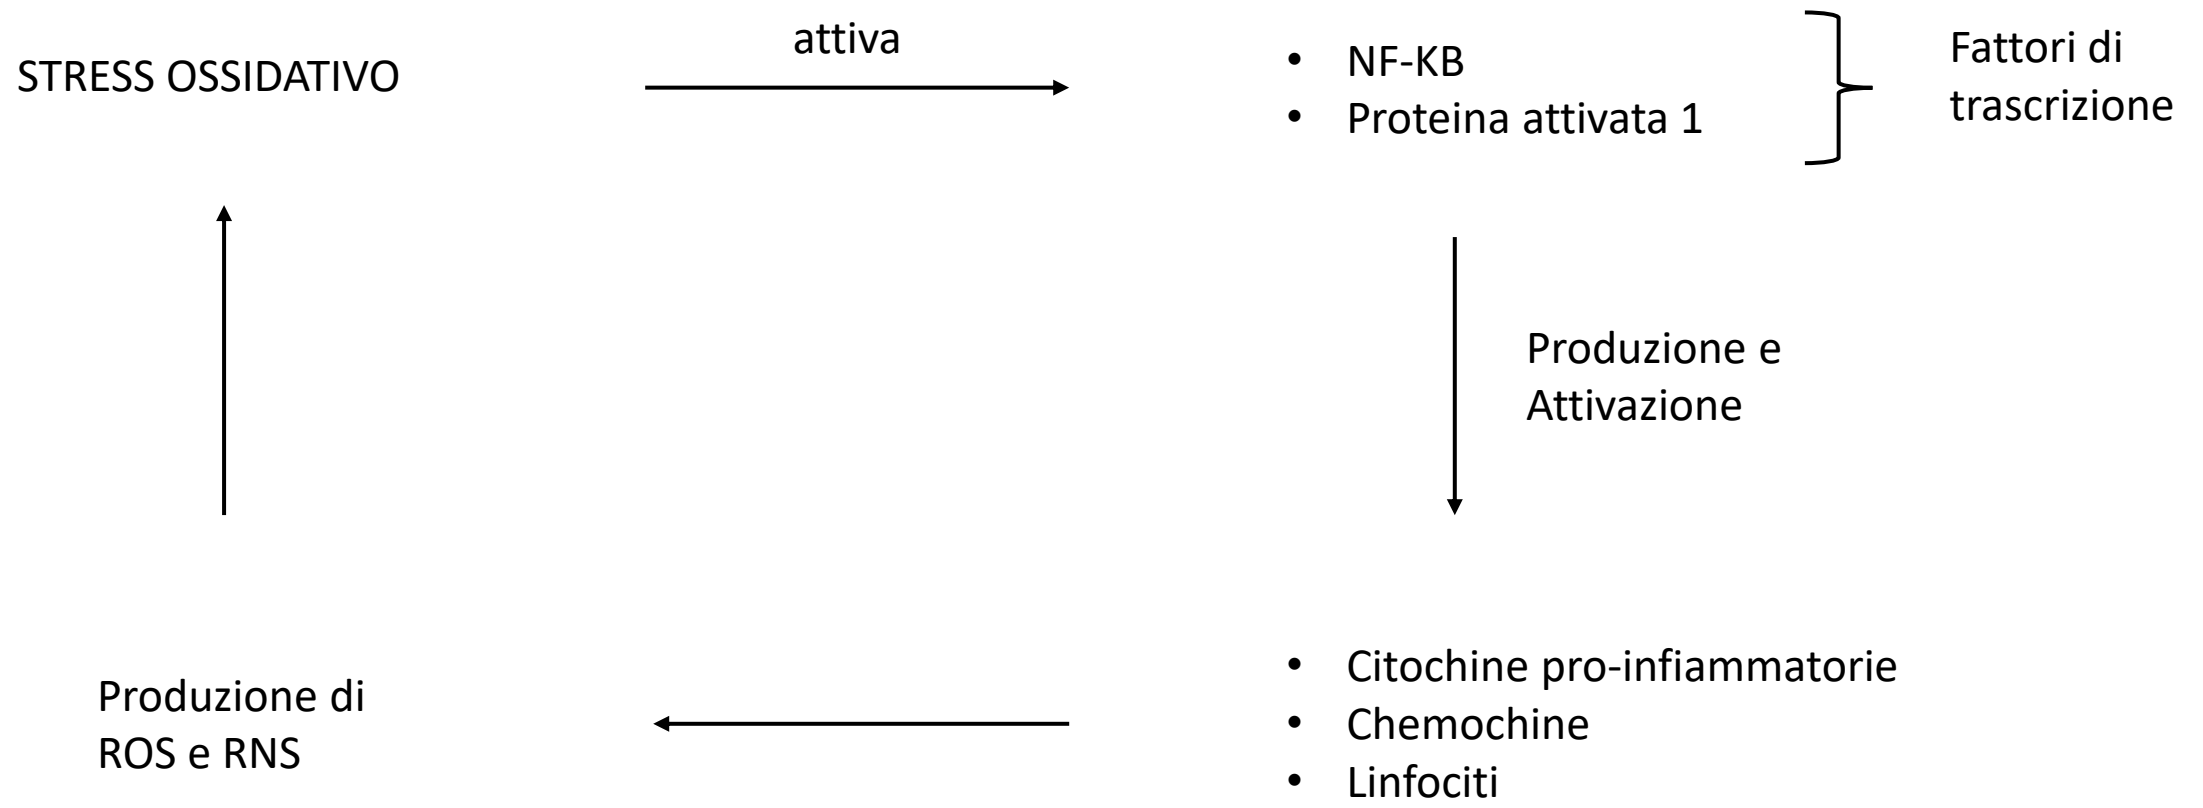 STRESS OSSIDATIVO
attiva
• NF-KB
• Proteina attivata 1
Fattori di
trascrizione
Produzione e
Attivazione
• Citochine pro-infiammatorie
• Chemochine
• Linfociti
Produzione di
ROS e RNS